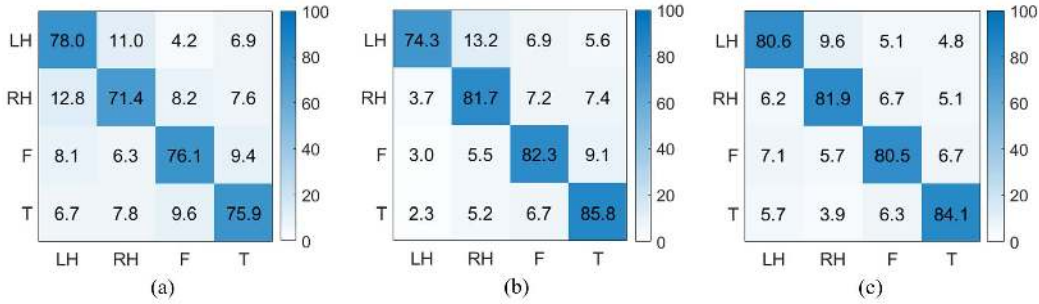 LH 78.0 11.0 4.2 6.9
RH 12.8 71.4 8.2 7.6
F 8.1 6.3 76.1 9.4
T 6.7 7.8 9.6 75.9
LH RH F T
100
80
60
40
20
0
(a)
LH 74.3 13.2 6.9 5.6
RH 3.7 81.7 7.2 7.4
F 3.0 5.5 82.3 9.1
T 2.3 5.2 6.7 85.8
LH RH F T
100
80
60
40
20
0
(b)
LH 80.6 9.6 5.1 4.8
RH 6.2 81.9 6.7 5.1
F 7.1 5.7 80.5 6.7
T 5.7 3.9 6.3 84.1
LH RH F T
100
80
60
40
20
0
(c)